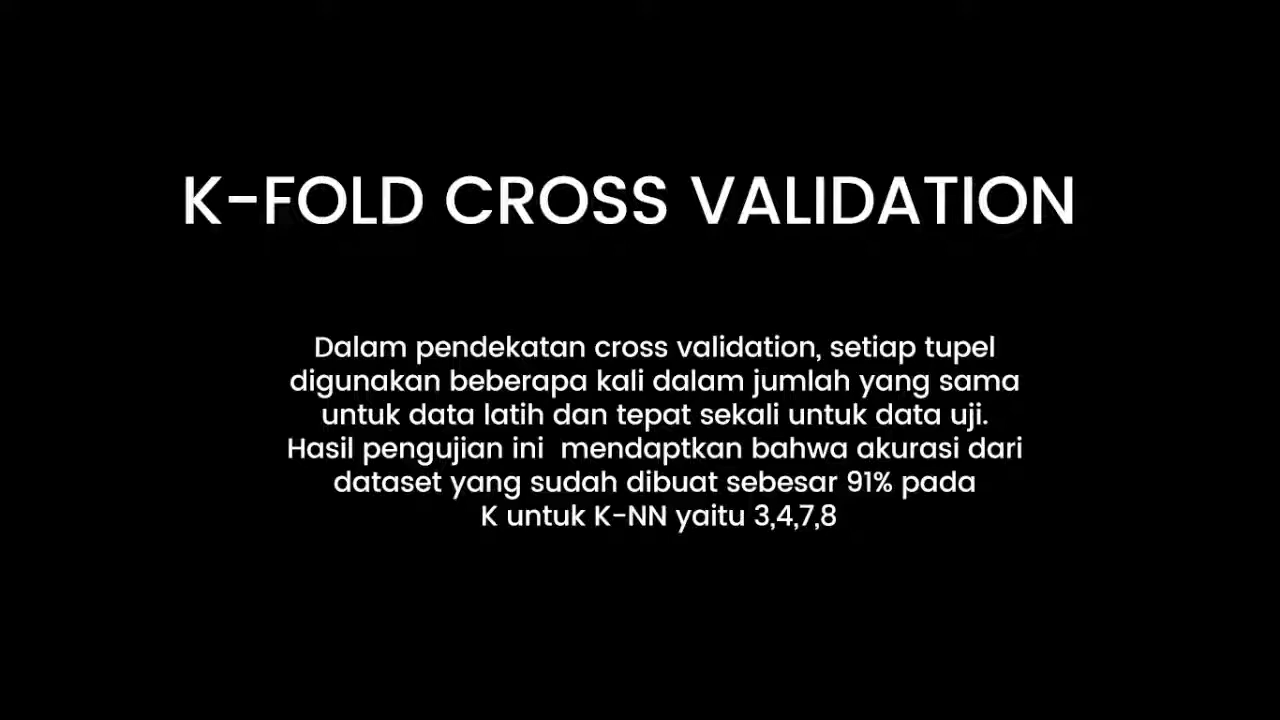 K-FOLD CROSS VALIDATION
Dalam pendekatan cross validation, setiap tupel
digunakan beberapa kali dalam jumlah yang sama
untuk data latih dan tepat sekali untuk data uji.
Hasil pengujian ini  mendaptkan bahwa akurasi dari
dataset yang sudah dibuat sebesar 91% pada
K untuk K-NN yaitu 3,4,7,8